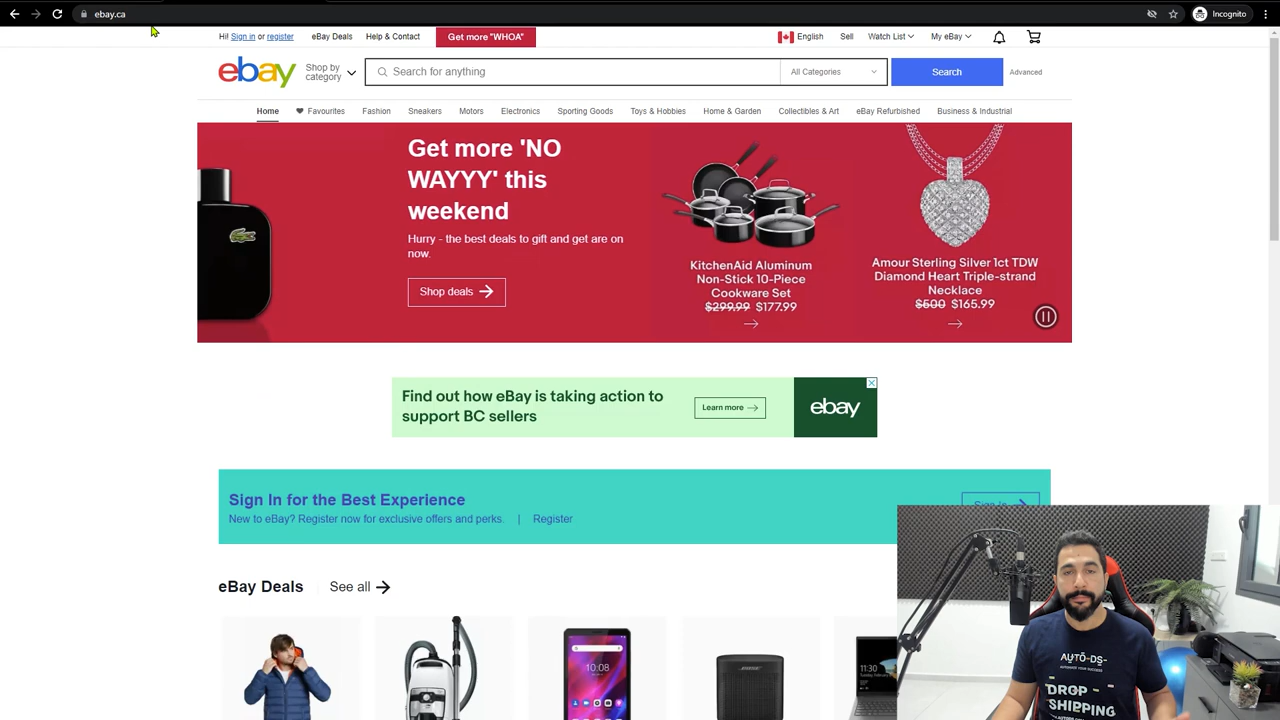 ebay.ca
Incognito
Hi! Sign in or register
eBay Deals
Help & Contact
Get more "WHOA"
English
Sell
Watch List
My eBay
ebay
Shop by
category
Search for anything
All Categories
Search
Advanced
Home
Favourites
Fashion
Sneakers
Motors
Electronics
Sporting Goods
Toys & Hobbies
Home & Garden
Collectibles & Art
eBay Refurbished
Business & Industrial
Get more 'NO
WAYYY' this
weekend
Hurry - the best deals to gift and get are on
now.
Shop deals
KitchenAid Aluminum
Non-Stick 10-Piece
Cookware Set
$299.99 $177.99
Amour Sterling Silver 1ct TDW
Diamond Heart Triple-strand
Necklace
$500 $165.99
Find out how eBay is taking action to
support BC sellers
Learn more
ebay
Sign In for the Best Experience
New to eBay? Register now for exclusive offers and perks. | Register
Sign In
eBay Deals
See all
10:08
11:30
AUTO-DS
DROP
SHIPPING